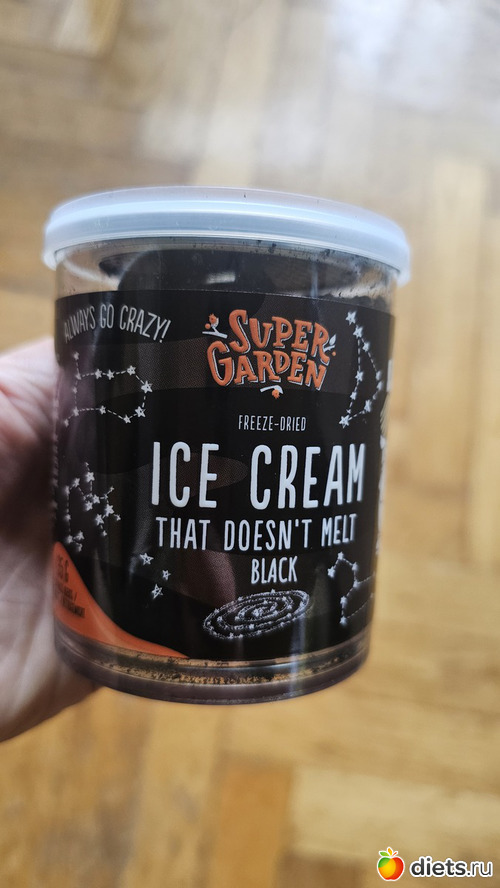 ALWAYS GO CRAZY!
SUPER
GARDEN
FREEZE-DRIED
ICE CREAM
THAT DOESN'T MELT
BLACK
diets.ru